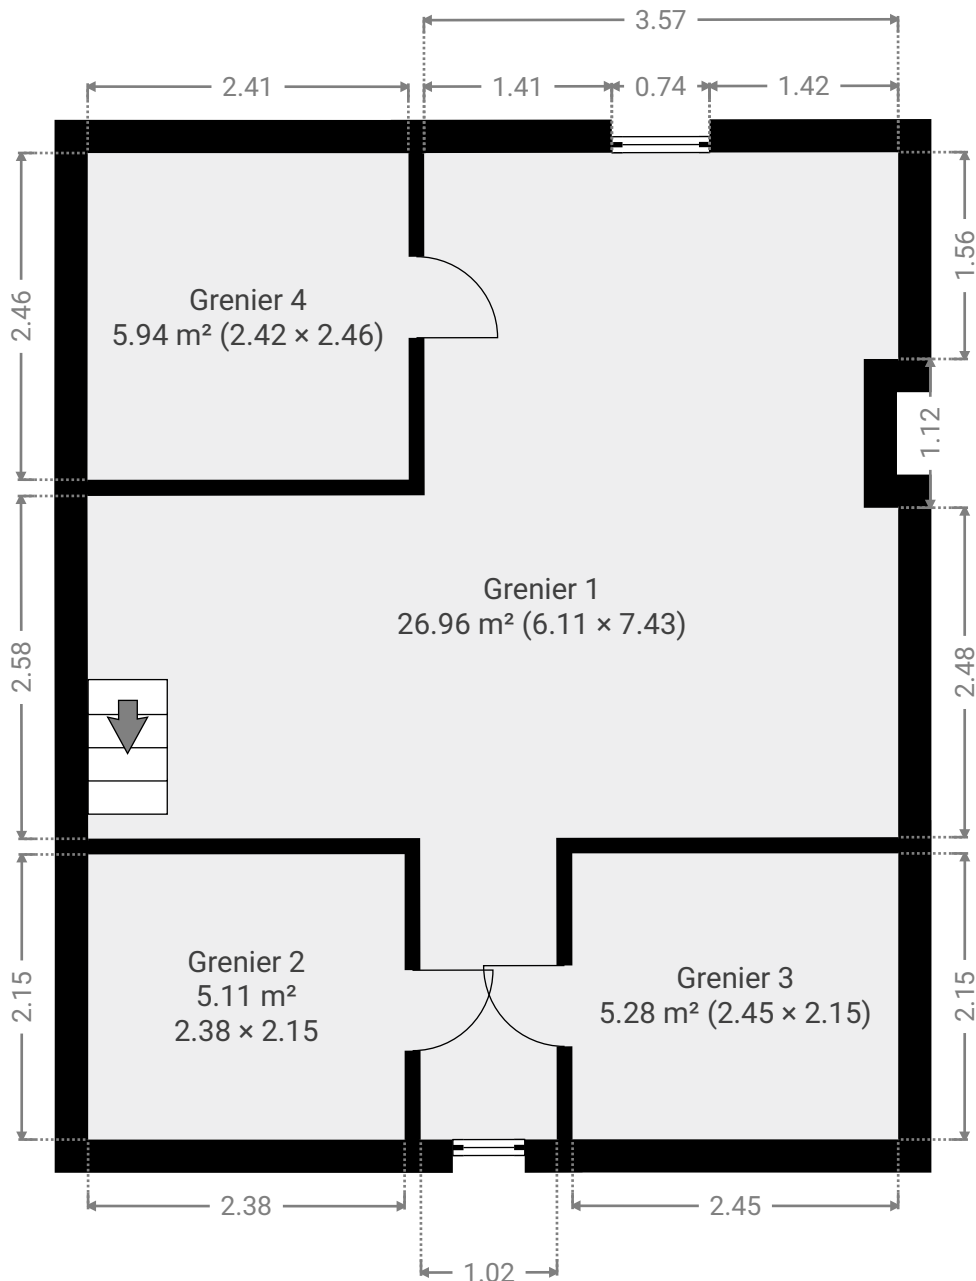 3.57
2.41
1.41
0.74
1.42
2.46
1.56
Grenier 4
5.94 m² (2.42 × 2.46)
1.12
Grenier 1
26.96 m² (6.11 × 7.43)
2.58
2.48
Grenier 2
5.11 m²
2.38 × 2.15
Grenier 3
5.28 m² (2.45 × 2.15)
2.15
2.15
2.38
2.45
1.02